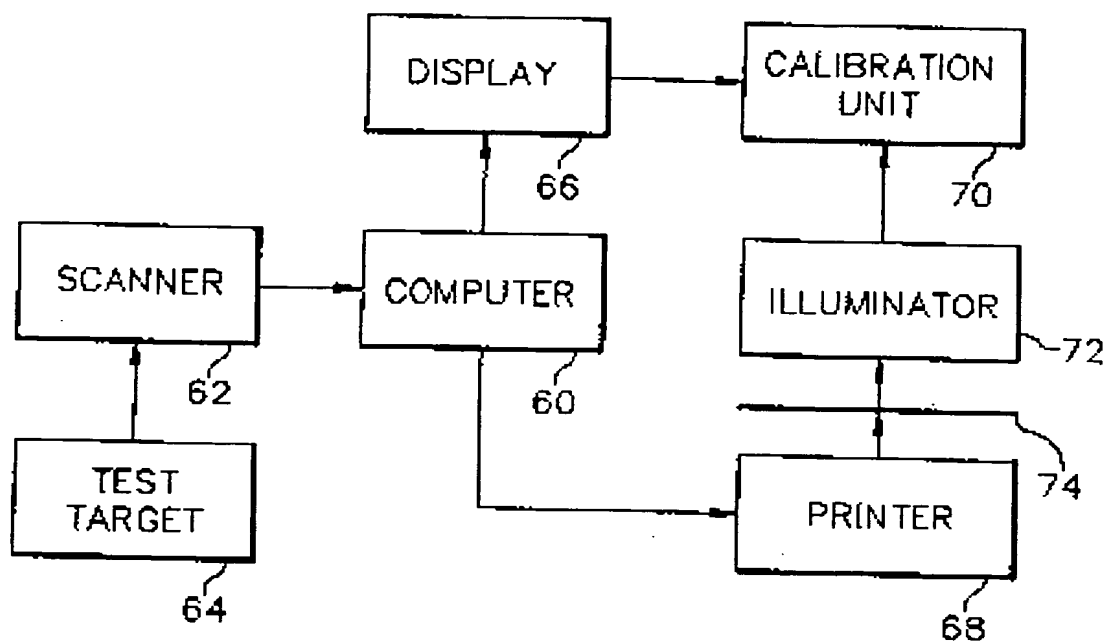 DISPLAY
66
CALIBRATION
UNIT
70
SCANNER
62
COMPUTER
60
ILLUMINATOR
72
74
TEST
TARGET
64
PRINTER
68